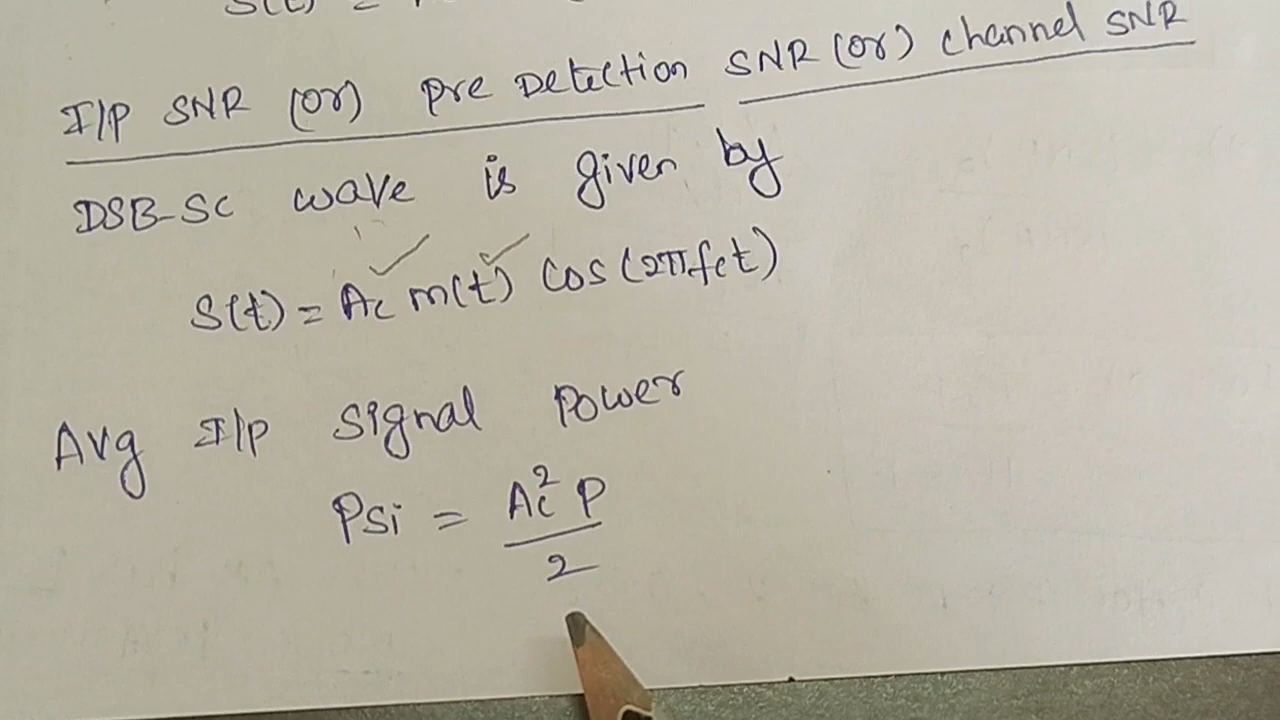 S(t) =
I/P SNR (or) Pre Detection SNR (or) channel SNR
DSB-SC wave is given by
S(t) = Ac m(t) cos (2πfct)
Avg I/P signal Power
Psi = Ac² P
2